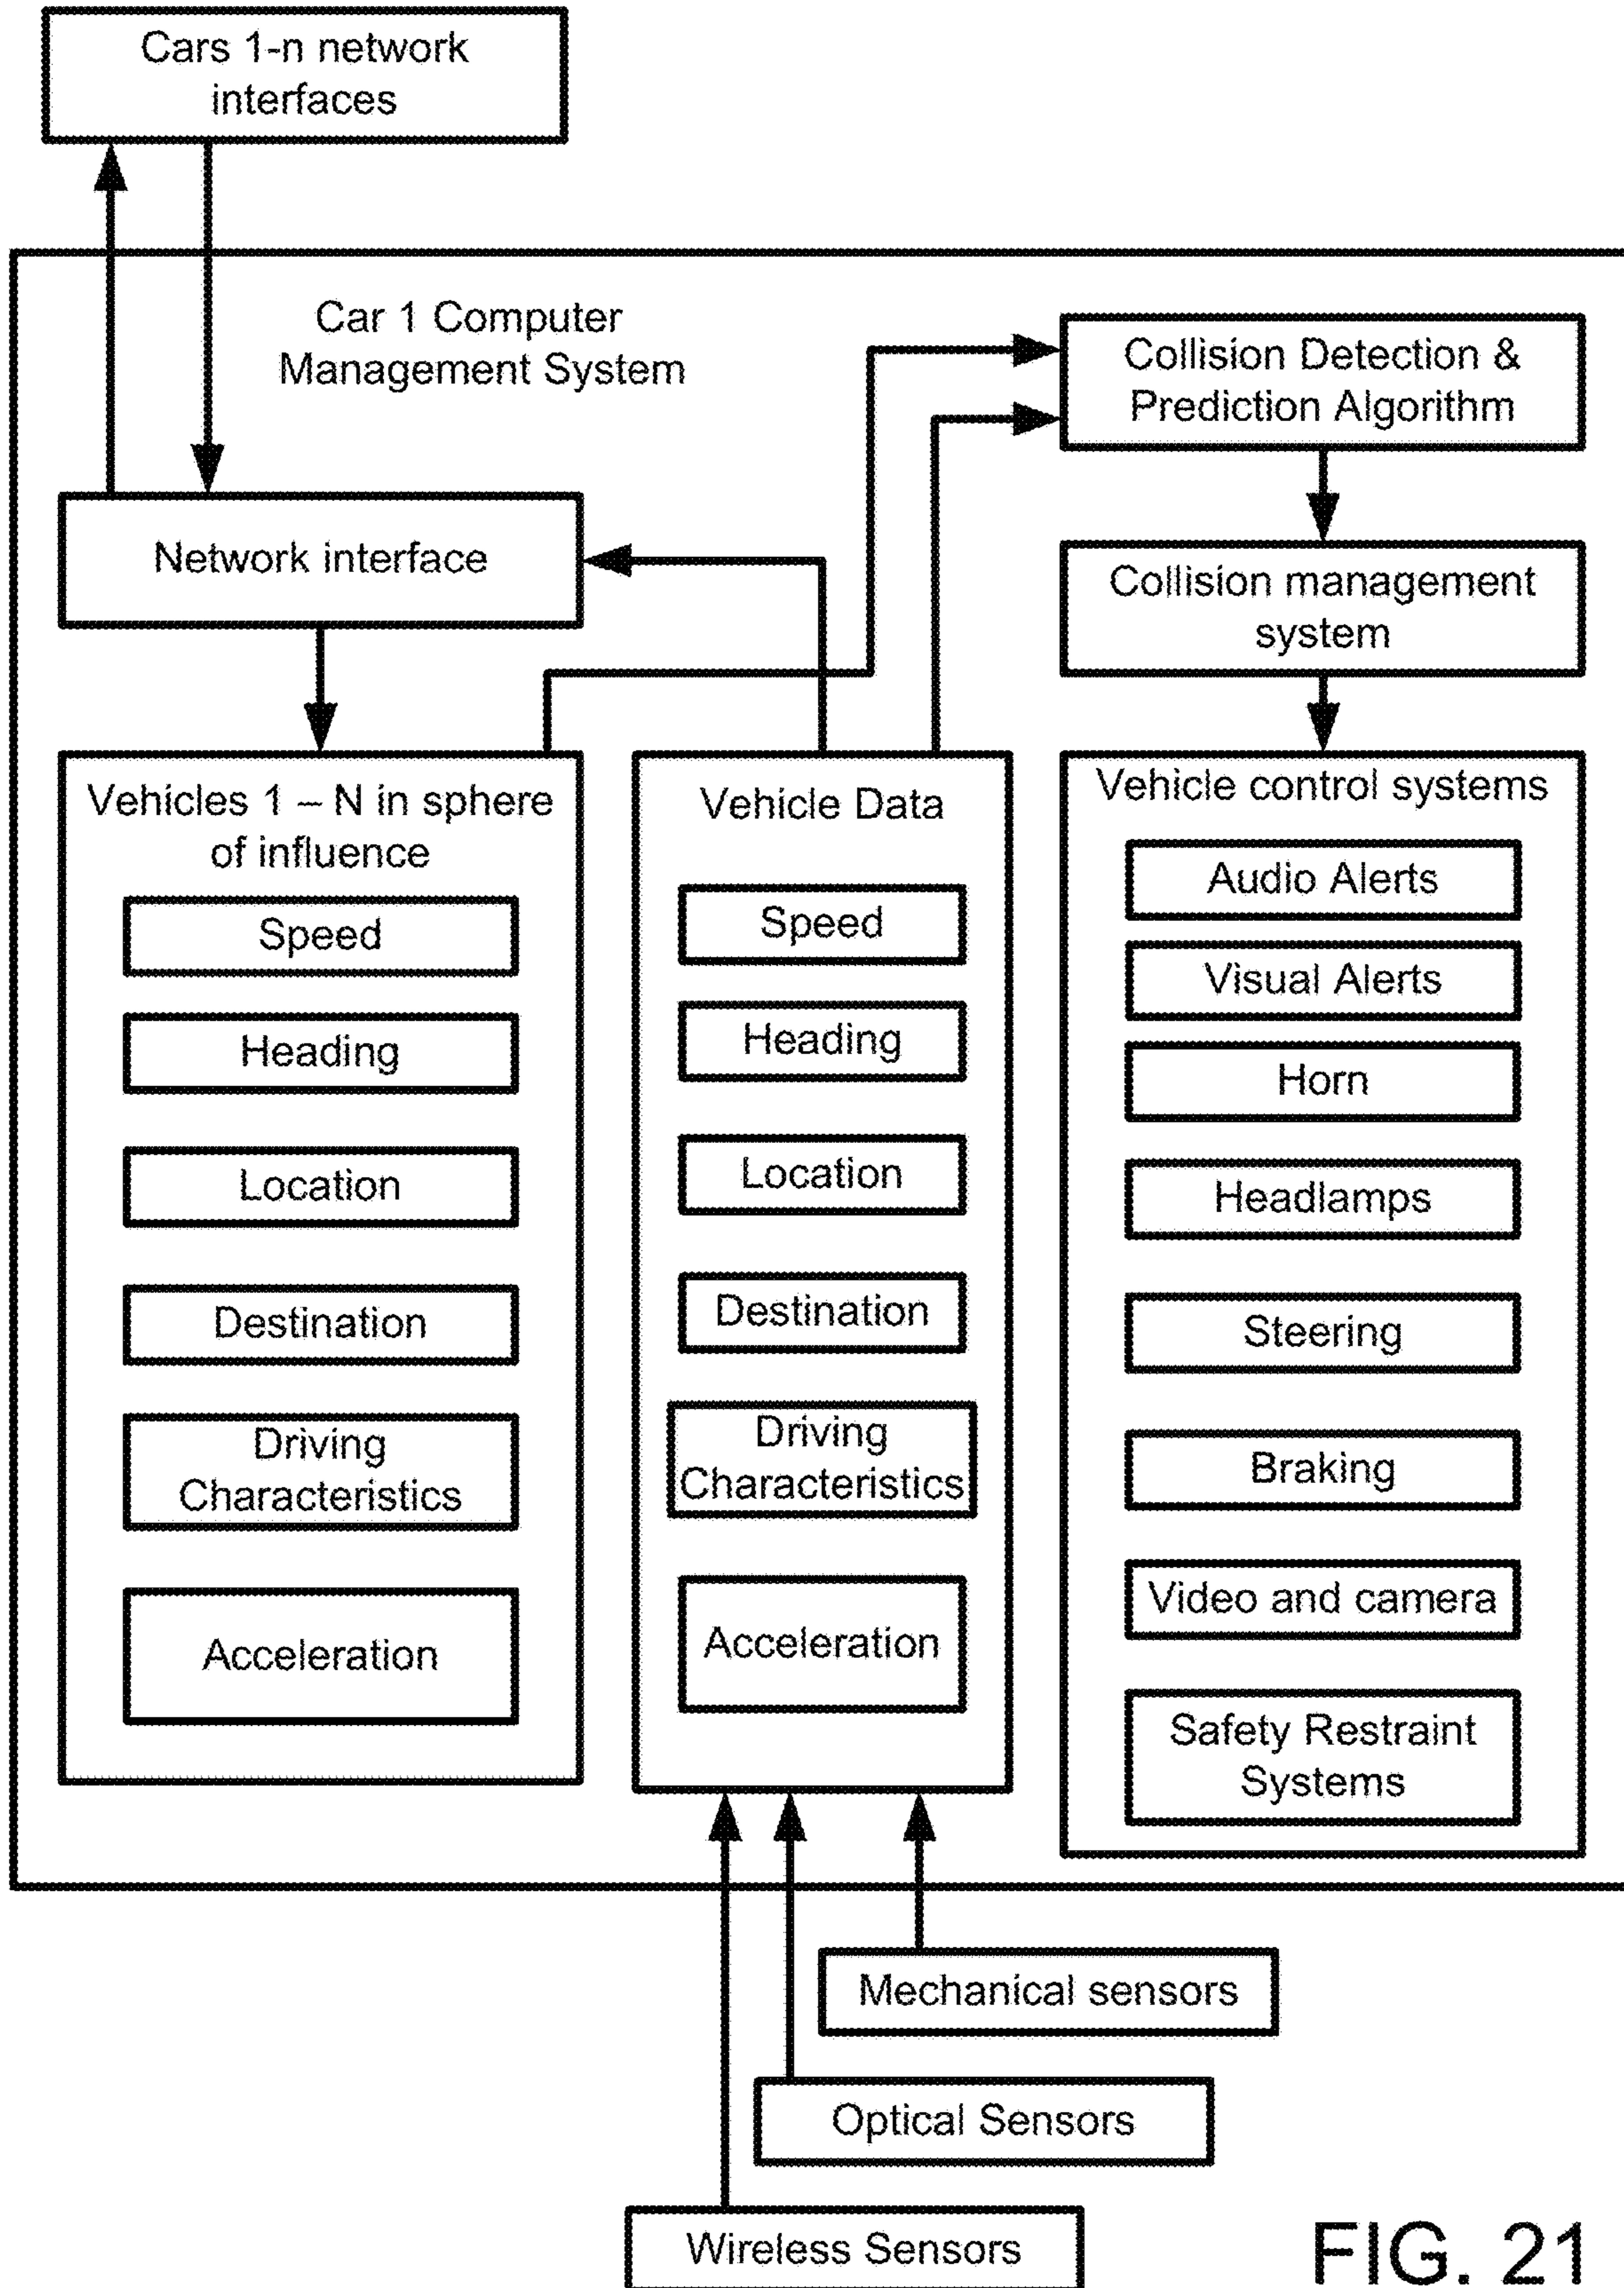 Cars 1-n network
interfaces
Car 1 Computer
Management System
Collision Detection &
Prediction Algorithm
Network interface
Collision management
system
Vehicles 1 – N in sphere
of influence
Speed
Heading
Location
Destination
Driving
Characteristics
Acceleration
Vehicle Data
Speed
Heading
Location
Destination
Driving
Characteristics
Acceleration
Vehicle control systems
Audio Alerts
Visual Alerts
Horn
Headlamps
Steering
Braking
Video and camera
Safety Restraint
Systems
Mechanical sensors
Optical Sensors
Wireless Sensors
FIG. 21